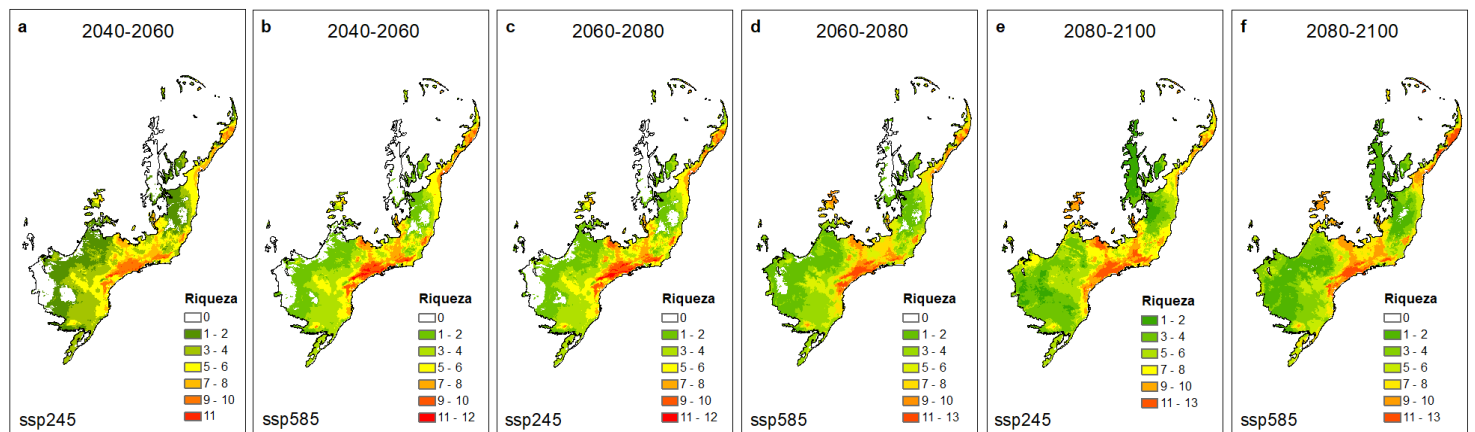 a
2040-2060
Riqueza
0
1 - 2
3 - 4
5 - 6
7 - 8
9 - 10
11
ssp245
b
2040-2060
Riqueza
0
1 - 2
3 - 4
5 - 6
7 - 8
9 - 10
11 - 12
ssp585
c
2060-2080
Riqueza
0
1 - 2
3 - 4
5 - 6
7 - 8
9 - 10
11 - 12
ssp245
d
2060-2080
Riqueza
0
1 - 2
3 - 4
5 - 6
7 - 8
9 - 10
11 - 13
ssp585
e
2080-2100
Riqueza
1 - 2
3 - 4
5 - 6
7 - 8
9 - 10
11 - 13
ssp245
f
2080-2100
Riqueza
0
1 - 2
3 - 4
5 - 6
7 - 8
9 - 10
11 - 13
ssp585